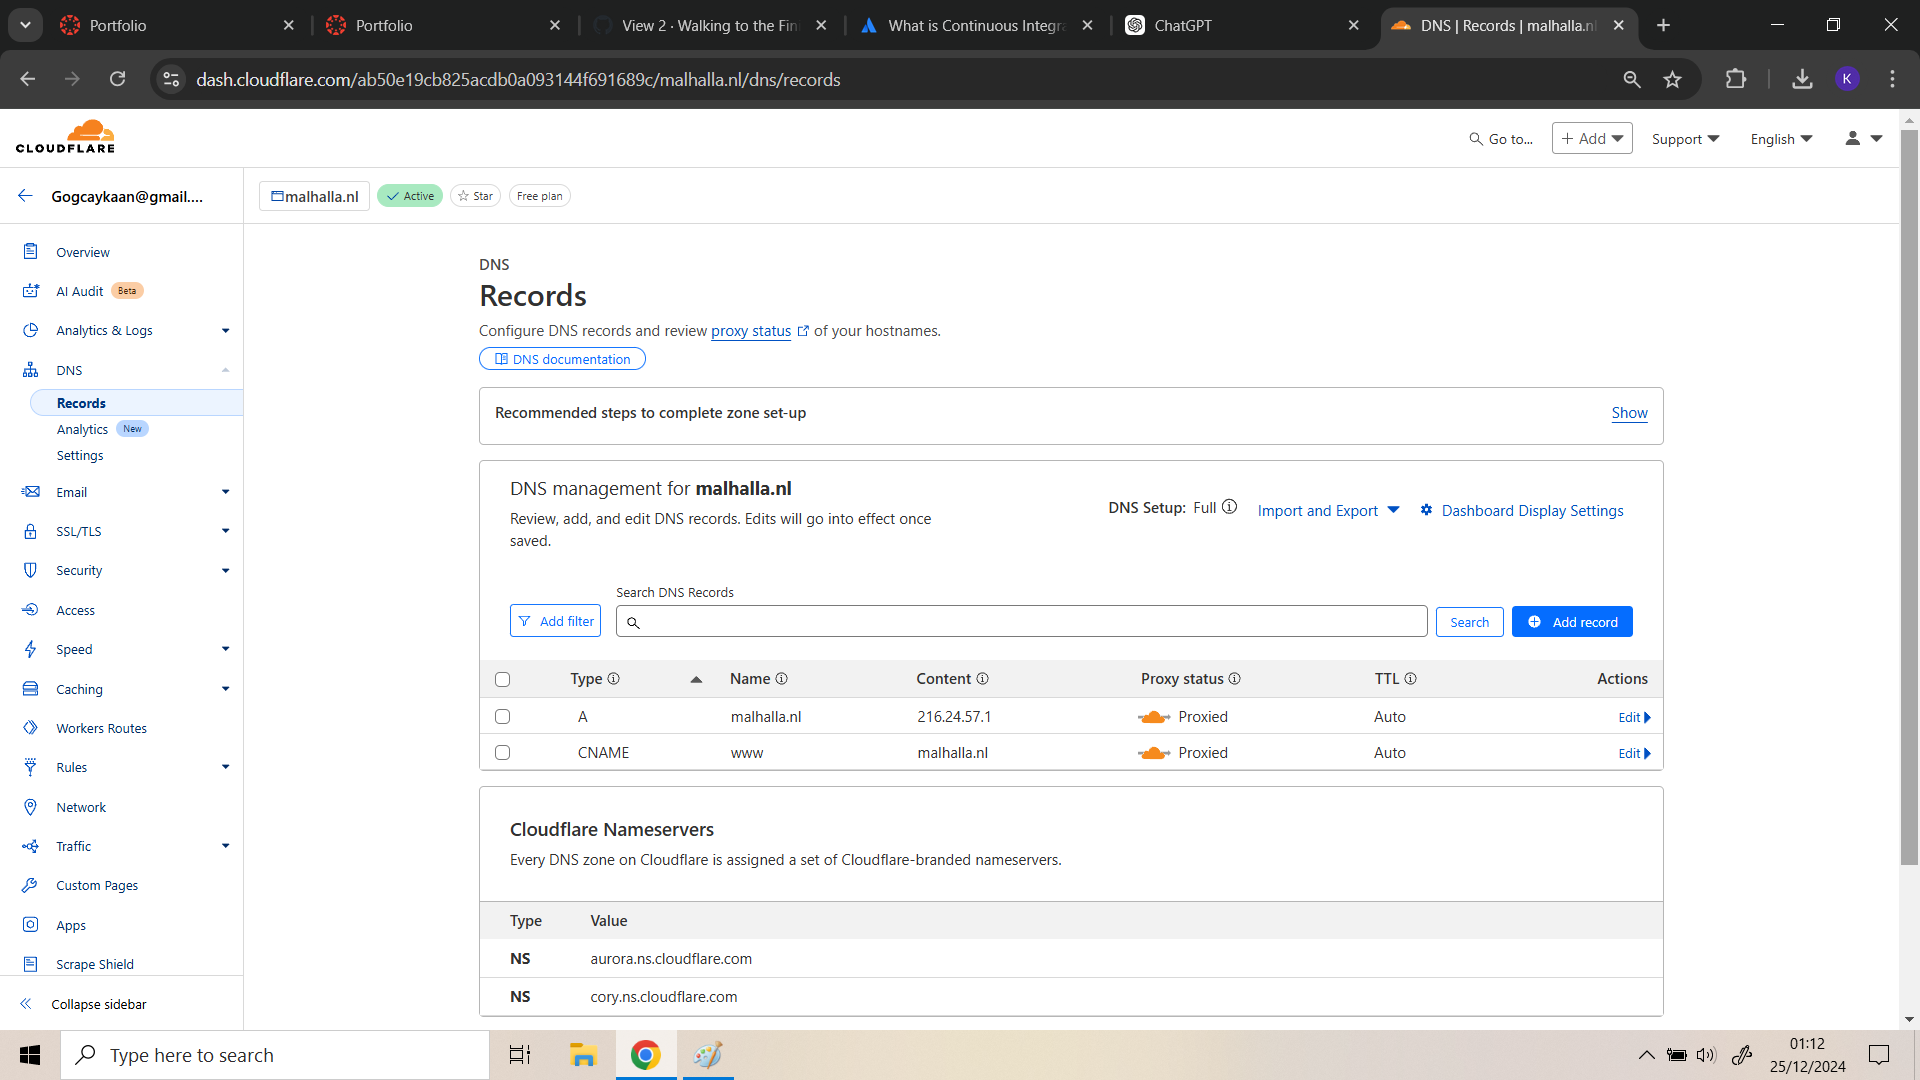 Portfolio
Portfolio
View 2 · Walking to the Fin
What is Continuous Integra
ChatGPT
DNS | Records | malhalla.nl
dash.cloudflare.com/ab50e19cb825acdb0a093144f691689c/malhalla.nl/dns/records
K
CLOUDFLARE
Go to...
Add
Support
English
Gogcaykaan@gmail....
malhalla.nl
Active
Star
Free plan
Overview
AI Audit Beta
Analytics & Logs
DNS
Records
Analytics New
Settings
Email
SSL/TLS
Security
Access
Speed
Caching
Workers Routes
Rules
Network
Traffic
Custom Pages
Apps
Scrape Shield
Collapse sidebar
DNS
Records
Configure DNS records and review proxy status of your hostnames.
DNS documentation
Recommended steps to complete zone set-up
Show
DNS management for malhalla.nl
Review, add, and edit DNS records. Edits will go into effect once
saved.
DNS Setup: Full
Import and Export
Dashboard Display Settings
Search DNS Records
Add filter
Search
Add record
Type Name Content Proxy status TTL Actions
A malhalla.nl 216.24.57.1 Proxied Auto Edit
CNAME www malhalla.nl Proxied Auto Edit
Cloudflare Nameservers
Every DNS zone on Cloudflare is assigned a set of Cloudflare-branded nameservers.
Type Value
NS aurora.ns.cloudflare.com
NS cory.ns.cloudflare.com
Type here to search
01:12
25/12/2024